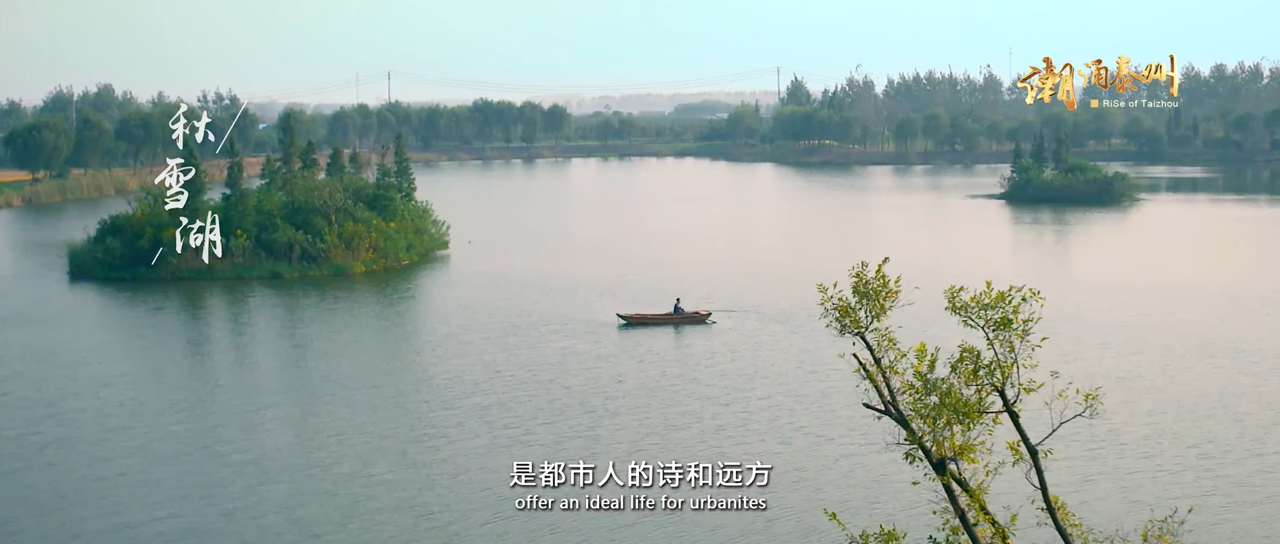 潮涌泰州
RiSe of Taizhou
秋雪湖
是都市人的诗和远方
offer an ideal life for urbanites